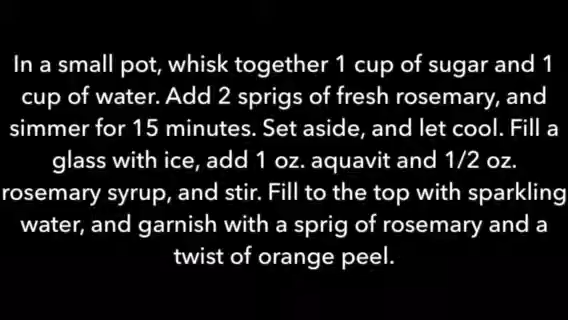 In a small pot, whisk together 1 cup of sugar and 1
cup of water. Add 2 sprigs of fresh rosemary, and
simmer for 15 minutes. Set aside, and let cool. Fill a
glass with ice, add 1 oz. aquavit and 1/2 oz.
rosemary syrup, and stir. Fill to the top with sparkling
water, and garnish with a sprig of rosemary and a
twist of orange peel.